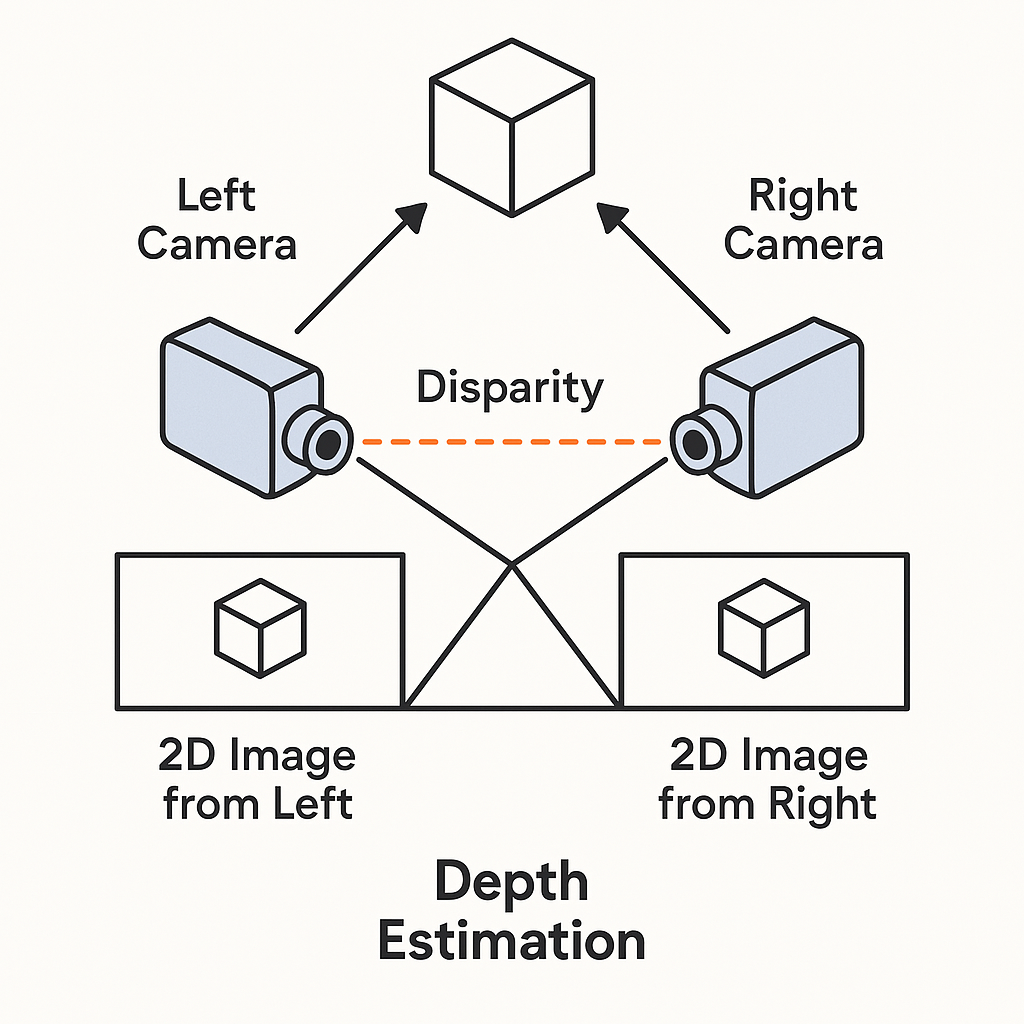 Left
Camera
Right
Camera
Disparity
2D Image
from Left
2D Image
from Right
Depth
Estimation